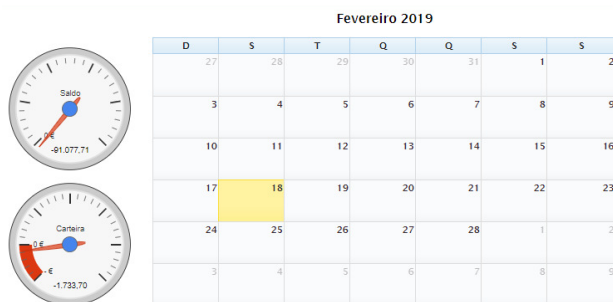 Fevereiro 2019
D S T Q Q S S
27 28 29 30 31 1 2
3 4 5 6 7 8 9
10 11 12 13 14 15 16
17 18 19 20 21 22 23
24 25 26 27 28 1 2
3 4 5 6 7 8 9
Saldo
0 €
-91.077,71
Carteira
0 €
- €
-1.733,70